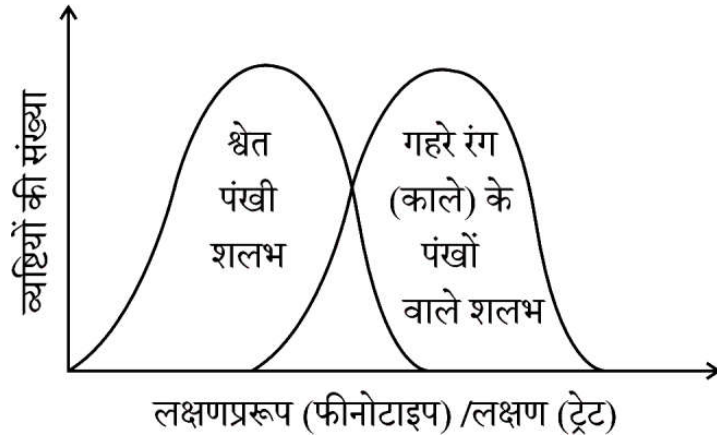 व्यष्टियों की संख्या
श्वेत
पंखी
शलभ
गहरे रंग
(काले) के
पंखों
वाले शलभ
लक्षणप्ररूप (फीनोटाइप) /लक्षण (ट्रेट)